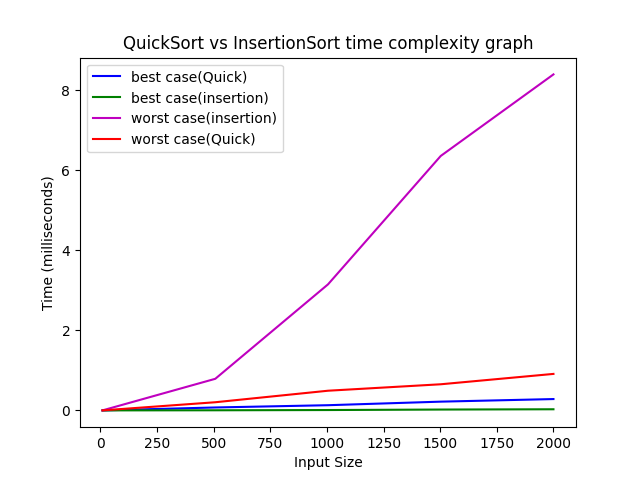 QuickSort vs InsertionSort time complexity graph
best case(Quick)
best case(insertion)
worst case(insertion)
worst case(Quick)
8
6
4
2
0
Time (milliseconds)
0 250 500 750 1000 1250 1500 1750 2000
Input Size